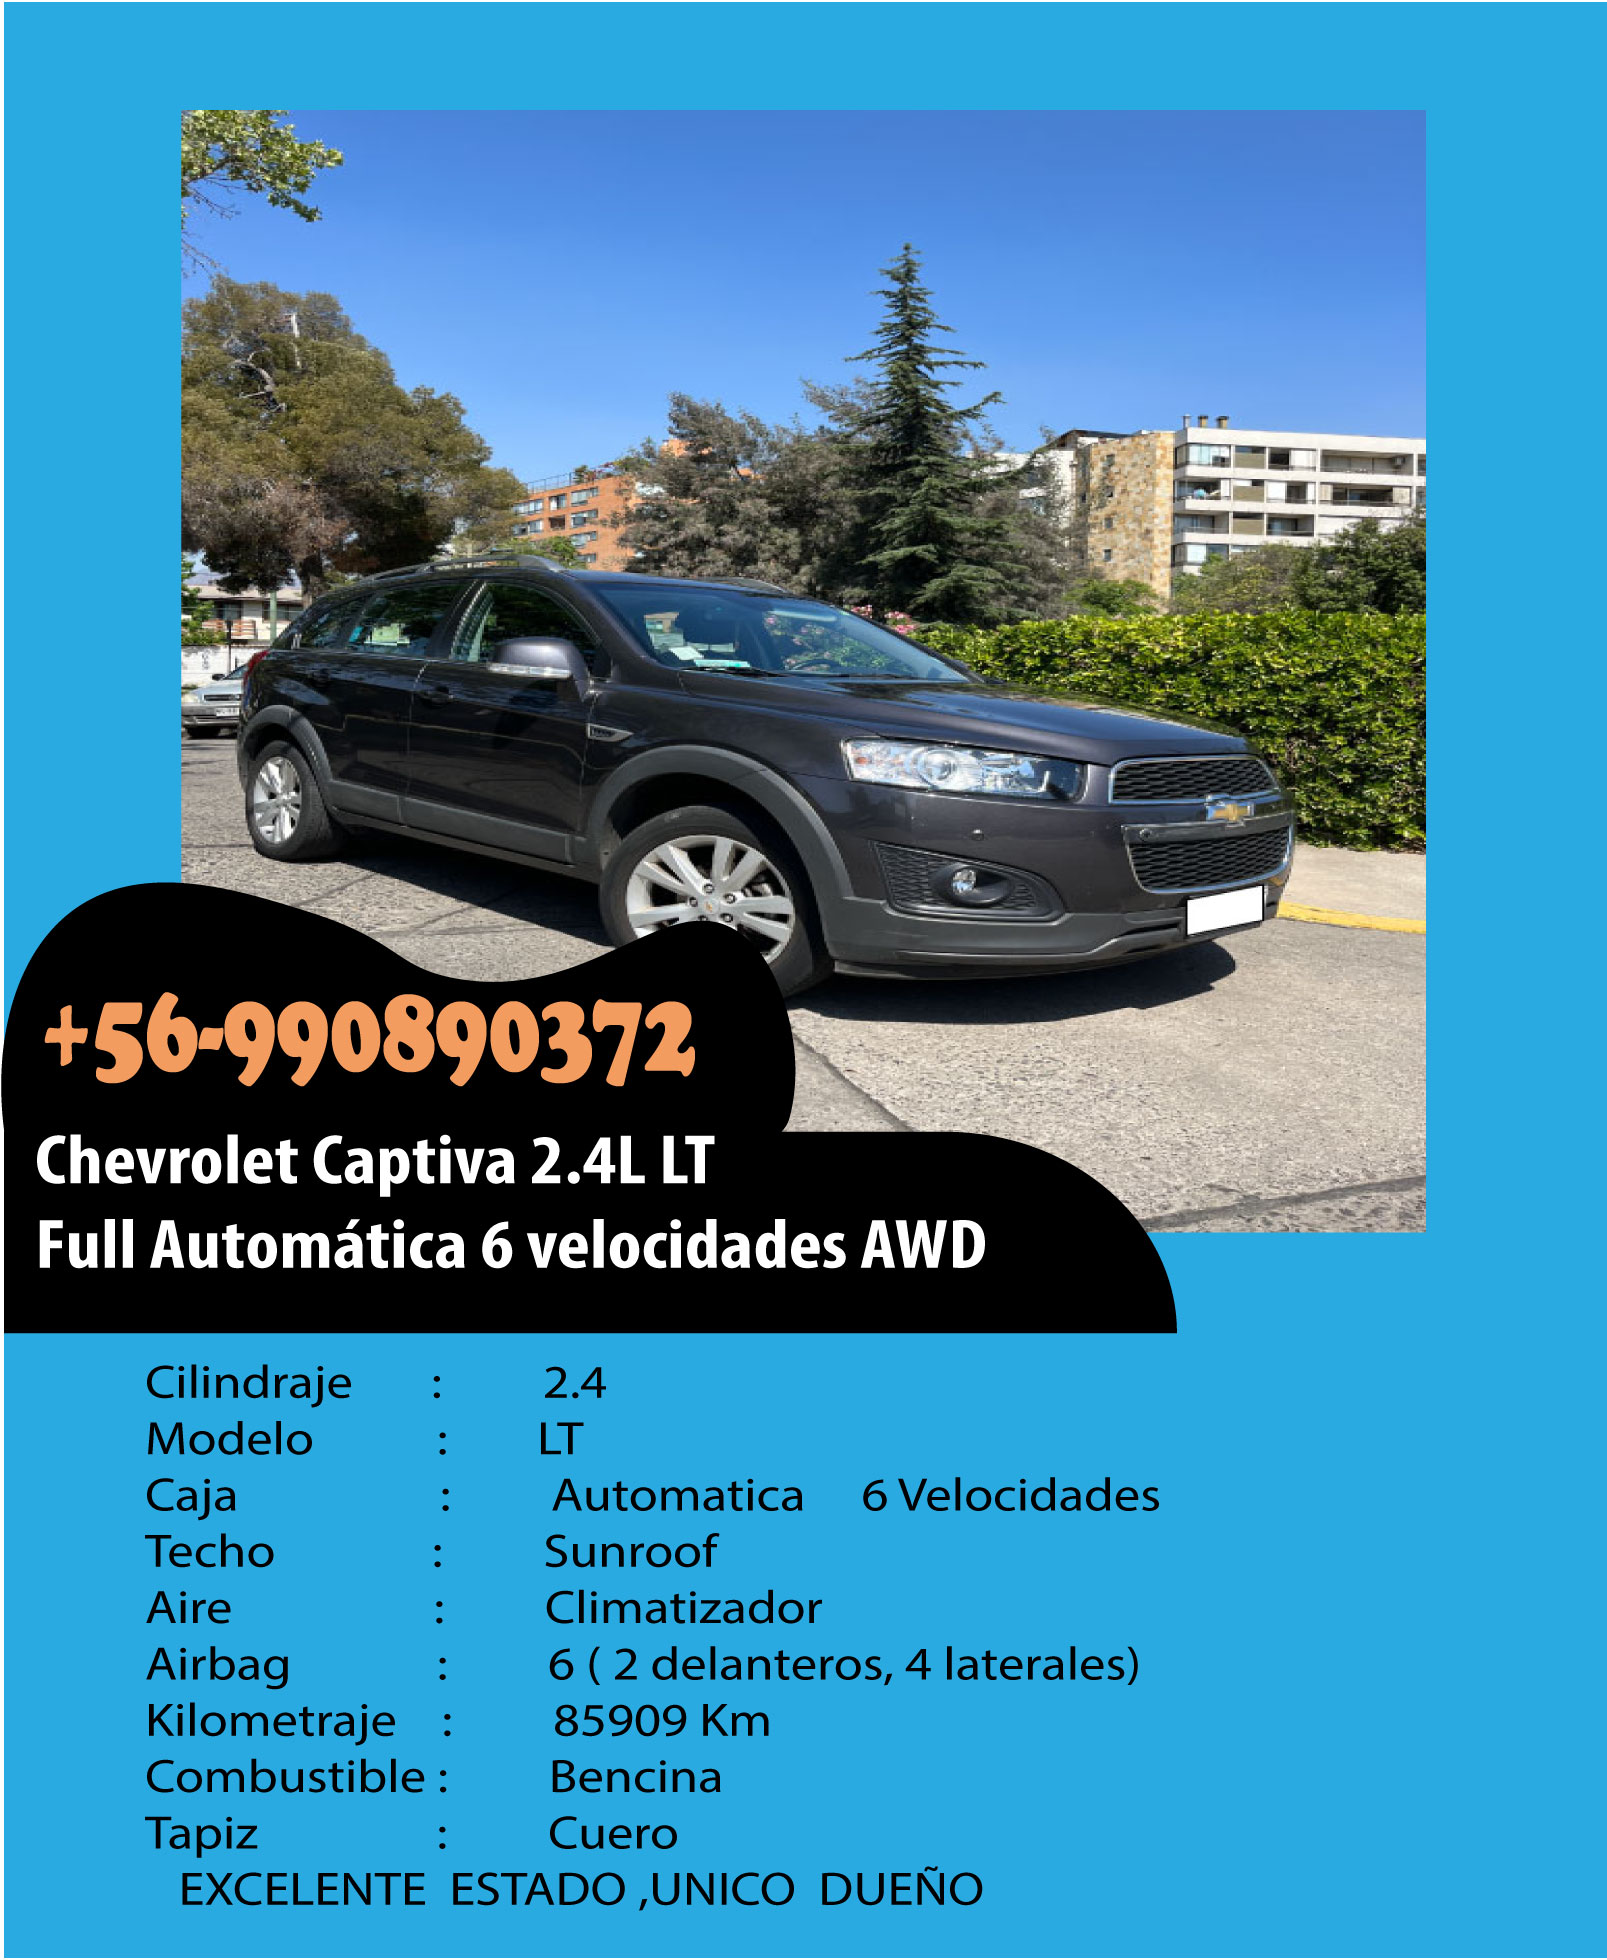 +56-990890372
Chevrolet Captiva 2.4L LT
Full Automática 6 velocidades AWD
Cilindraje : 2.4
Modelo : LT
Caja : Automatica 6 Velocidades
Techo : Sunroof
Aire : Climatizador
Airbag : 6 ( 2 delanteros, 4 laterales)
Kilometraje : 85909 Km
Combustible : Bencina
Tapiz : Cuero
EXCELENTE ESTADO ,UNICO DUEÑO